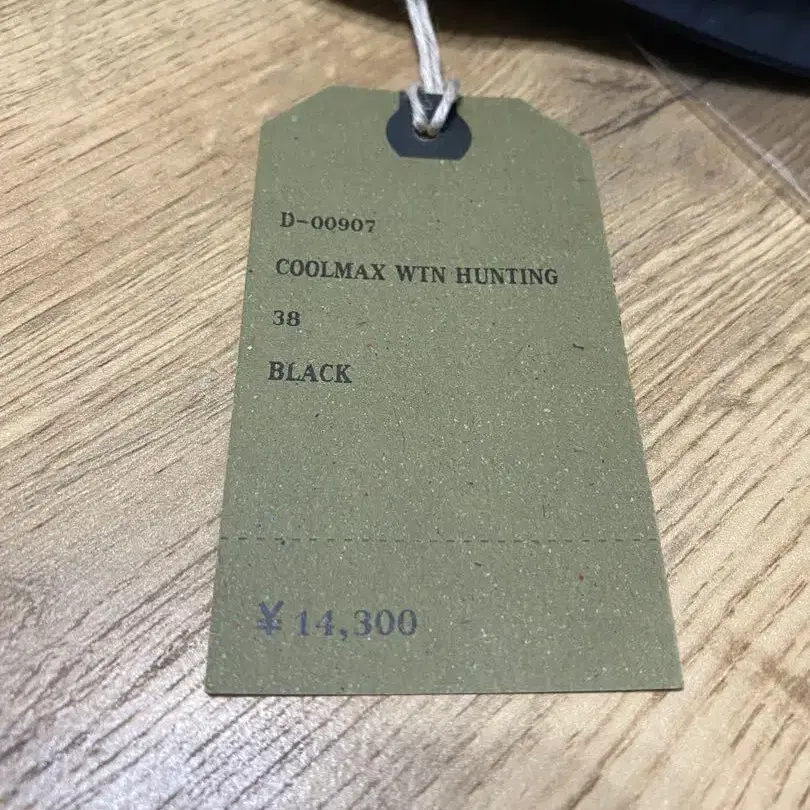 D-00907
COOLMAX WTN HUNTING
38
BLACK
¥14,300